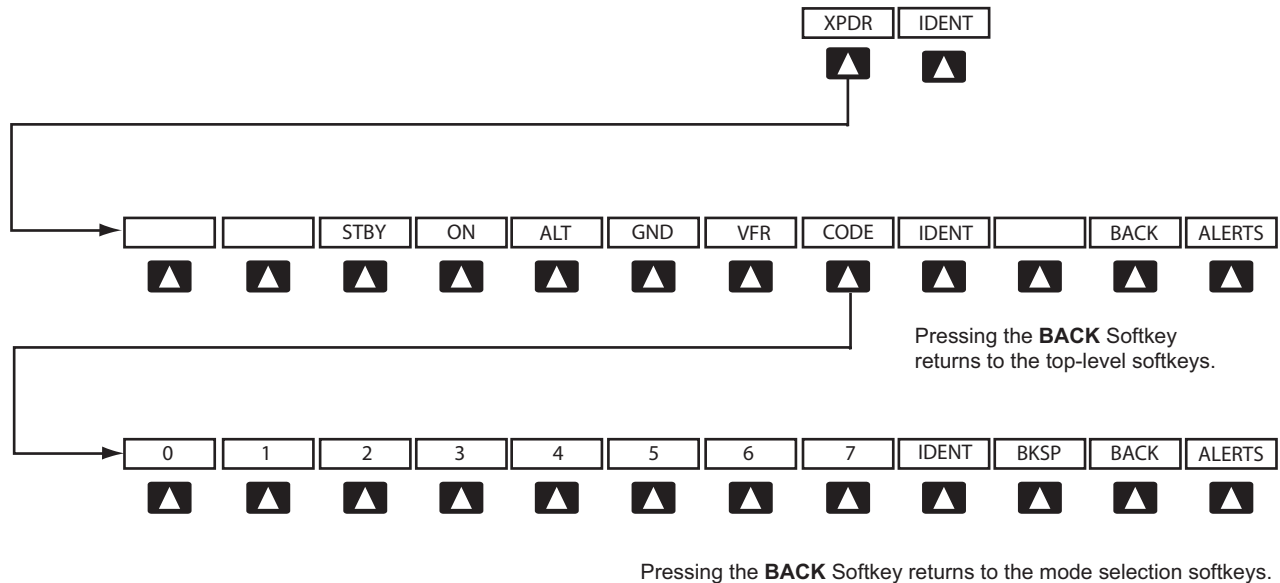 XPDR IDENT
STBY ON ALT GND VFR CODE IDENT BACK ALERTS
Pressing the BACK Softkey
returns to the top-level softkeys.
0 1 2 3 4 5 6 7 IDENT BKSP BACK ALERTS
Pressing the BACK Softkey returns to the mode selection softkeys.